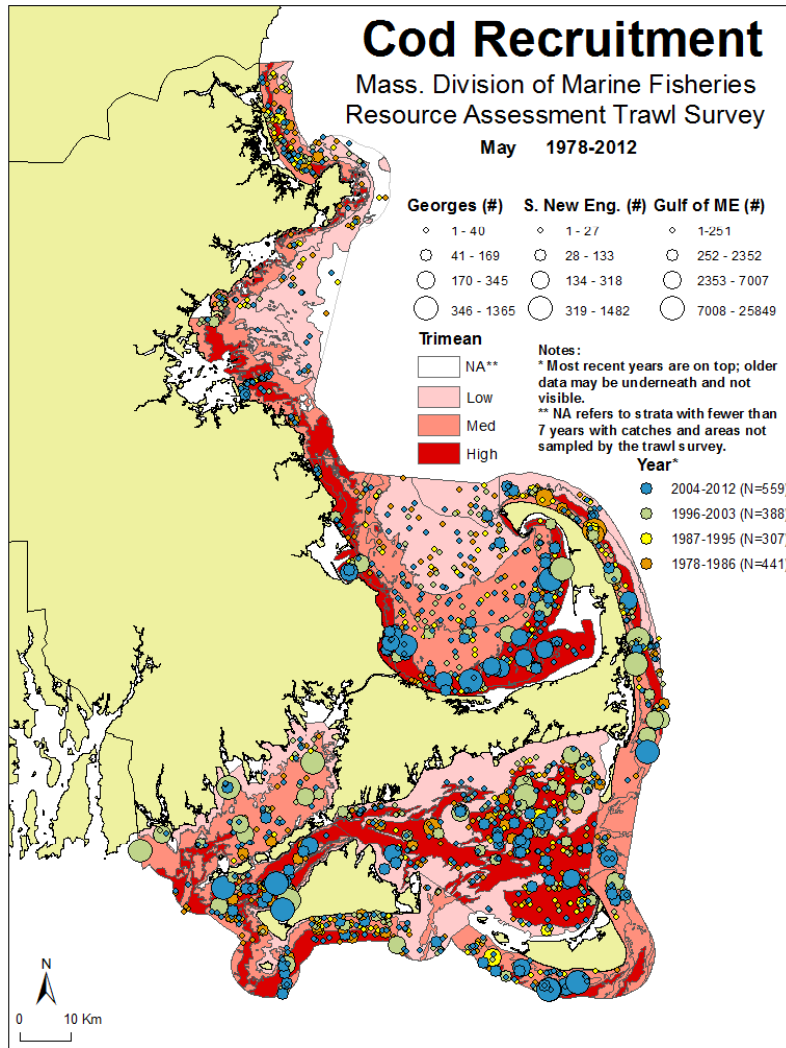 Cod Recruitment
Mass. Division of Marine Fisheries
Resource Assessment Trawl Survey
May 1978-2012
Georges (#) S. New Eng. (#) Gulf of ME (#)
1 - 40 1 - 27 1-251
41 - 169 28 - 133 252 - 2352
170 - 345 134 - 318 2353 - 7007
346 - 1365 319 - 1482 7008 - 25849
Trimean
NA**
Low
Med
High
Notes:
* Most recent years are on top; older
data may be underneath and not
visible.
** NA refers to strata with fewer than
7 years with catches and areas not
sampled by the trawl survey.
Year*
2004-2012 (N=559)
1996-2003 (N=388)
1987-1995 (N=307)
1978-1986 (N=441)
N
0 10 Km